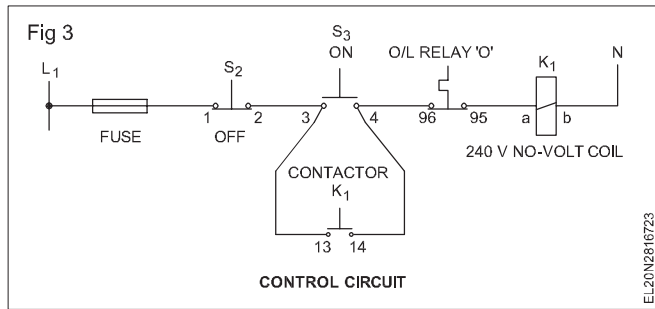 Fig 3
L1
S2
S3
ON
O/L RELAY 'O'
K1
N
FUSE
1 2
OFF
3 4
96 95
a b
240 V NO-VOLT COIL
CONTACTOR
K1
13 14
CONTROL CIRCUIT
EL20N2816723